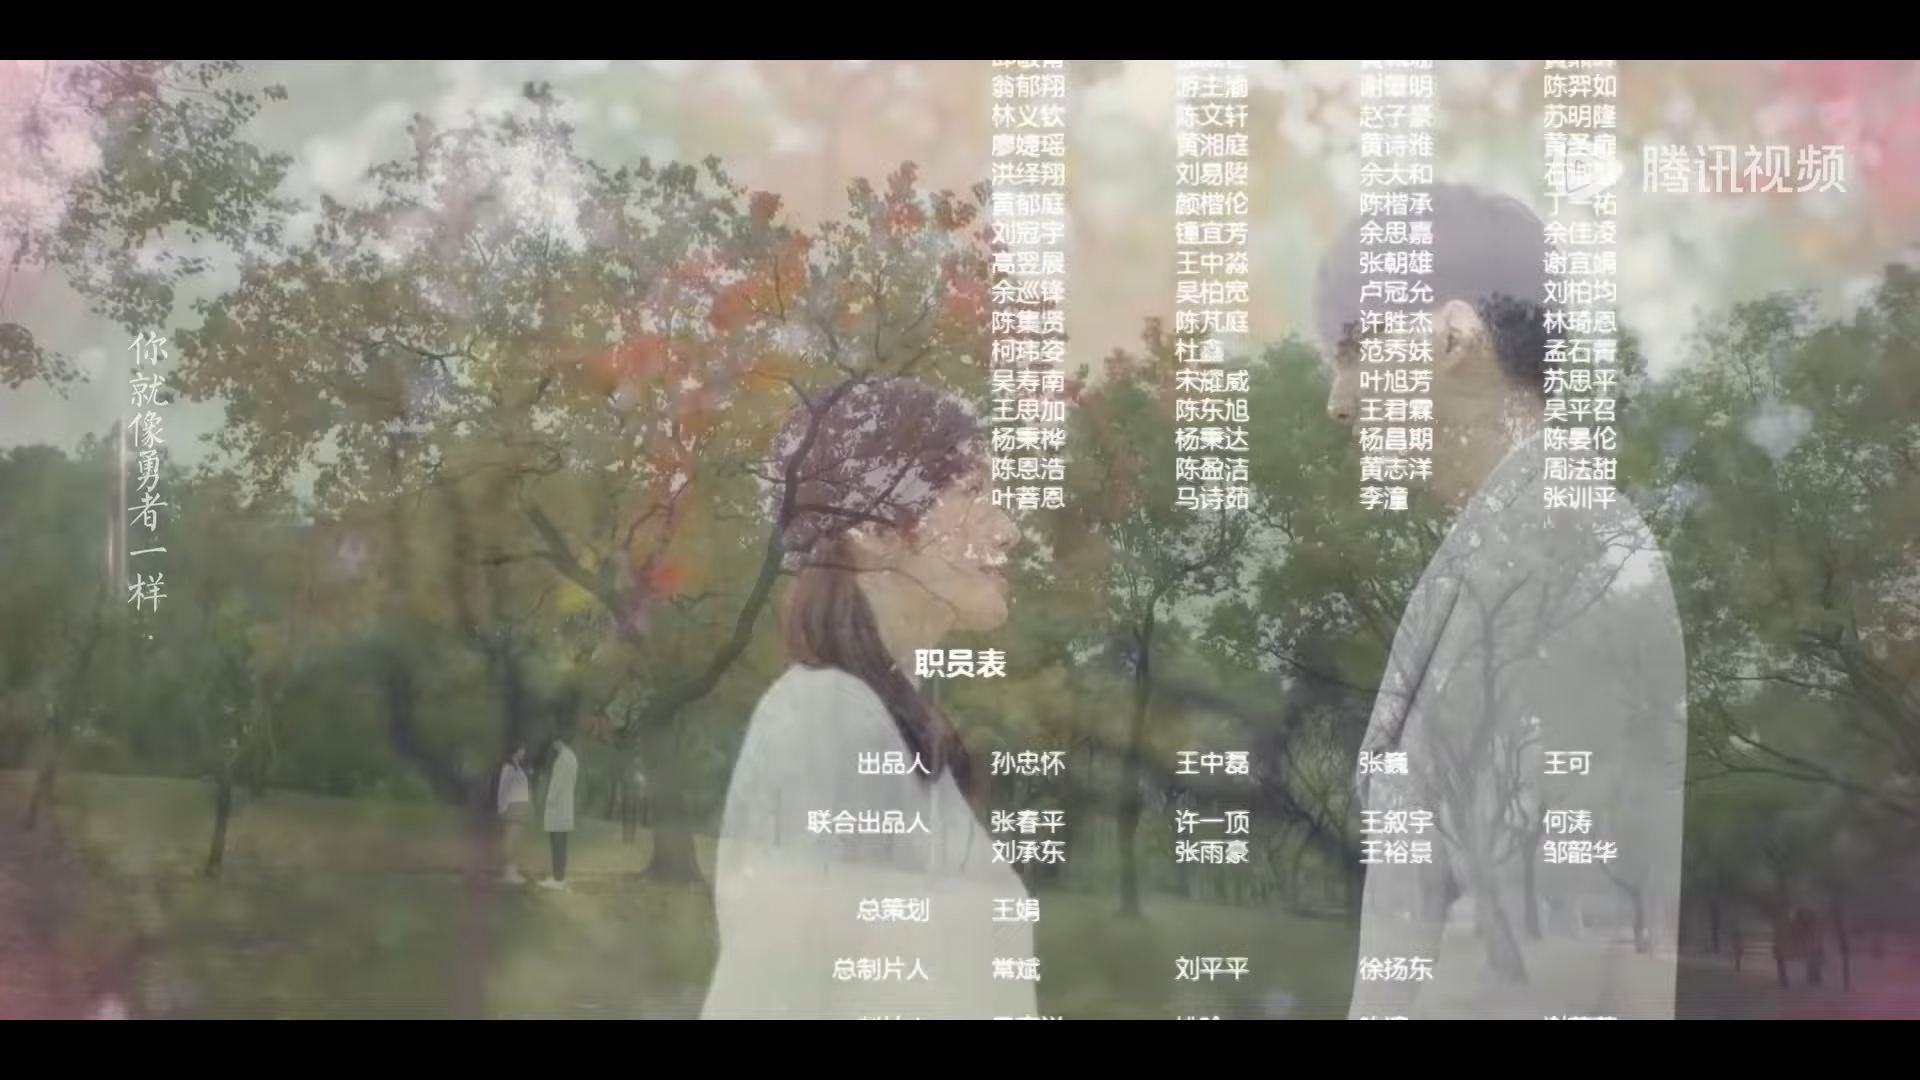 翁郁翔 游主瀹 谢肇明 陈羿如
林义钦 陈文轩 赵子豪 苏明隆
廖婕瑶 黄湘庭 黄诗雅
洪绎翔 刘易陞 余大和
黄郁庭 颜楷伦 陈楷承 丁一祐
刘冠宇 锺宜芳 余思嘉 余佳凌
高翌展 王中淼 张朝雄 谢宜娟
余巡锋 吴柏宽 卢冠允 刘柏均
陈集贤 陈芃庭 许胜杰 林琦恩
柯玮姿 杜鑫 范秀妹 孟石菁
吴寿南 宋耀威 叶旭芳 苏思平
王思加 陈东旭 王君霖 吴平召
杨秉桦 杨秉达 杨昌期 陈晏伦
陈恩浩 陈盈洁 黄志洋 周法甜
叶菩恩 马诗茹 李潼 张训平
腾讯视频
你就像勇者一样
职员表
出品人 孙忠怀 王中磊 张巍 王可
联合出品人 张春平 许一顶 王叙宇 何涛
刘承东 张雨豪 王裕景 邹韶华
总策划 王娟
总制片人 常斌 刘平平 徐扬东